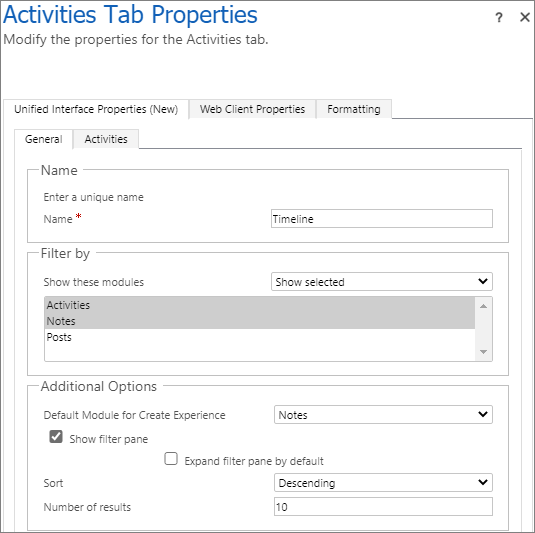 Activities Tab Properties
? ✕
Modify the properties for the Activities tab.
Unified Interface Properties (New) Web Client Properties Formatting
General Activities
Name
Enter a unique name
Name * Timeline
Filter by
Show these modules Show selected
Activities
Notes
Posts
Additional Options
Default Module for Create Experience Notes
Show filter pane
Expand filter pane by default
Sort Descending
Number of results 10